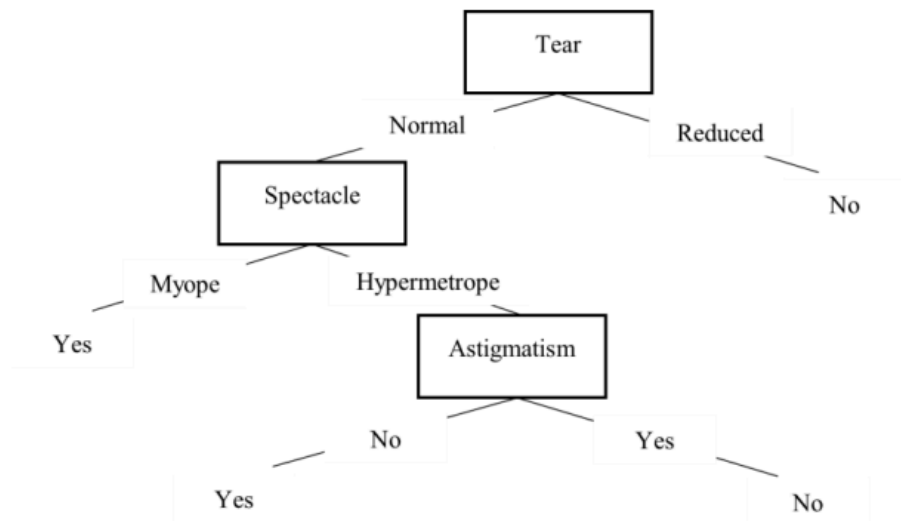 Tear
Normal
Reduced
Spectacle
No
Myope
Hypermetrope
Yes
Astigmatism
No
Yes
Yes
No